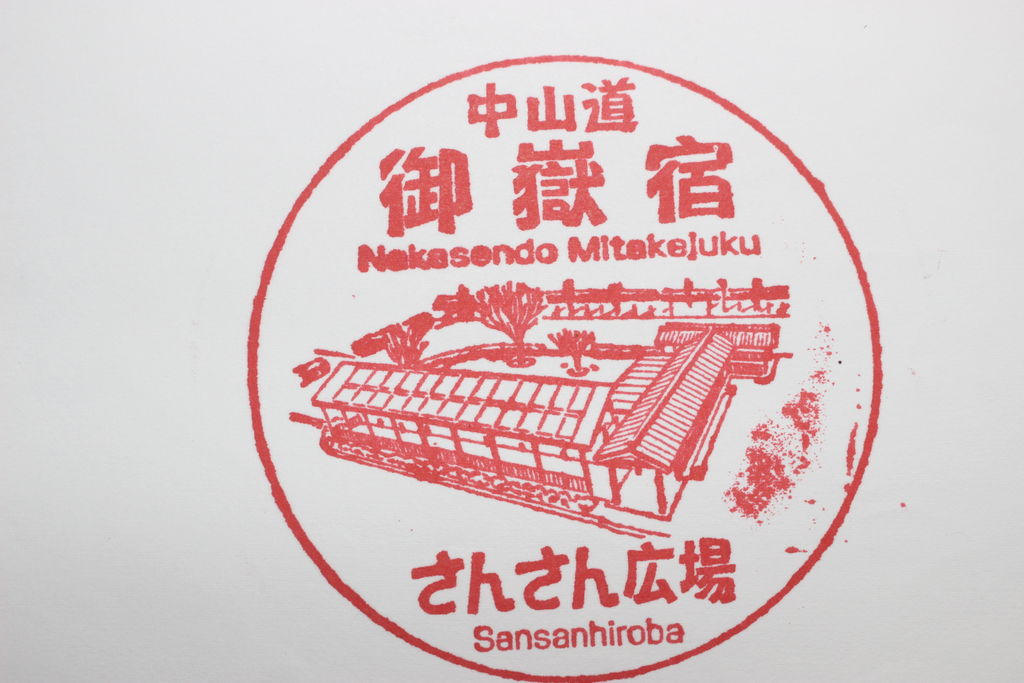 中山道
御嶽宿
Nakasendo Mitakejuku
さんさん広場
Sansanhiroba